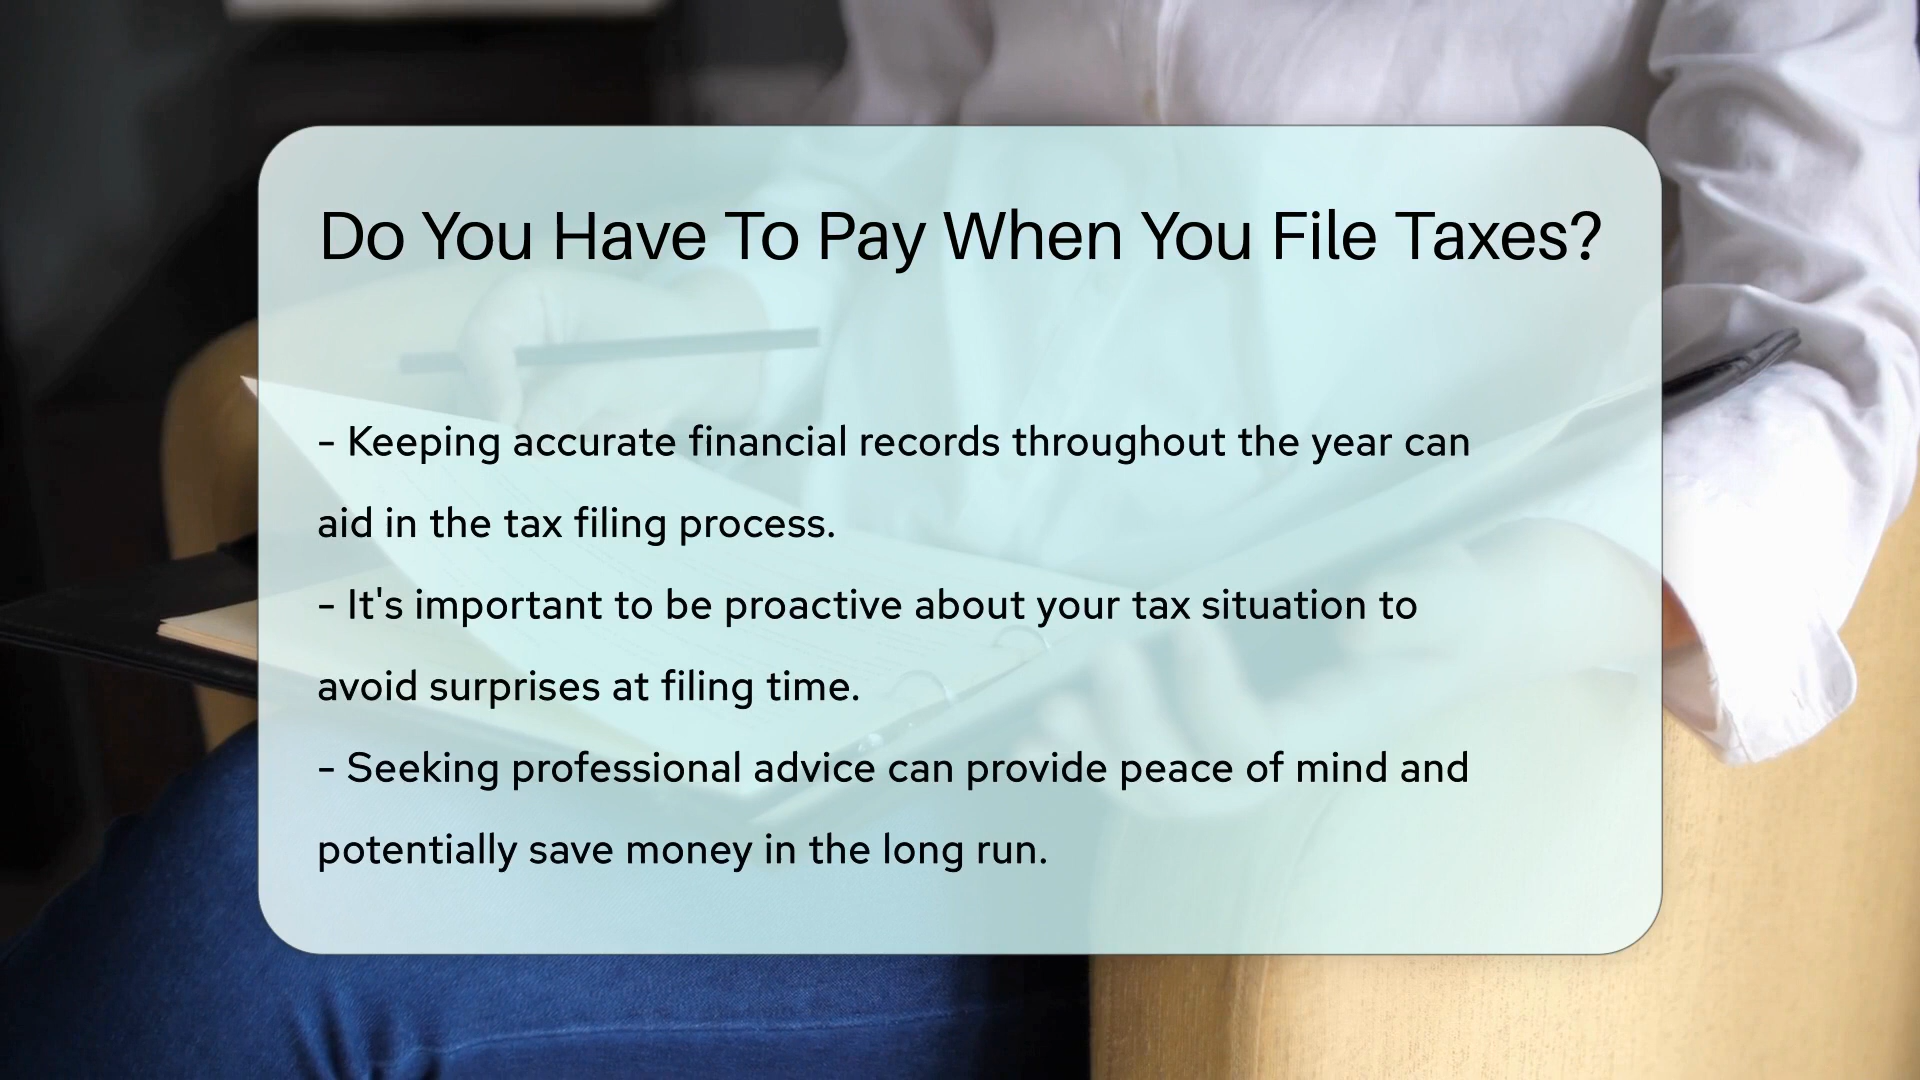 Do You Have To Pay When You File Taxes?
- Keeping accurate financial records throughout the year can
aid in the tax filing process.
- It's important to be proactive about your tax situation to
avoid surprises at filing time.
- Seeking professional advice can provide peace of mind and
potentially save money in the long run.